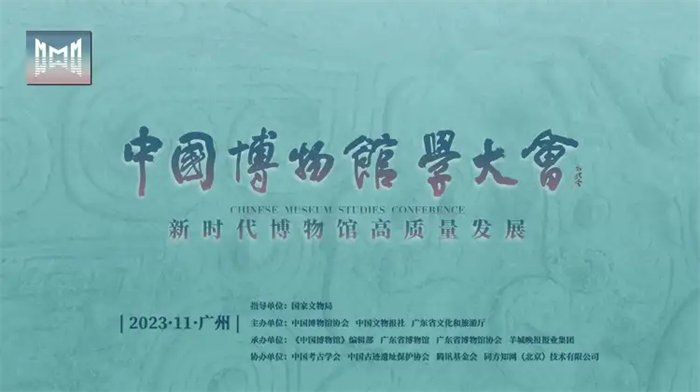 中國博物館學大會
CHINESE MUSEUM STUDIES CONFERENCE
新时代博物馆高质量发展
| 2023·11·广州 |
指导单位：国家文物局
主办单位：中国博物馆协会 中国文物报社 广东省文化和旅游厅
承办单位：《中国博物馆》编辑部 广东省博物馆 广东省博物馆协会 羊城晚报报业集团
协办单位：中国考古学会 中国古迹遗址保护协会 腾讯基金会 同方知网（北京）技术有限公司